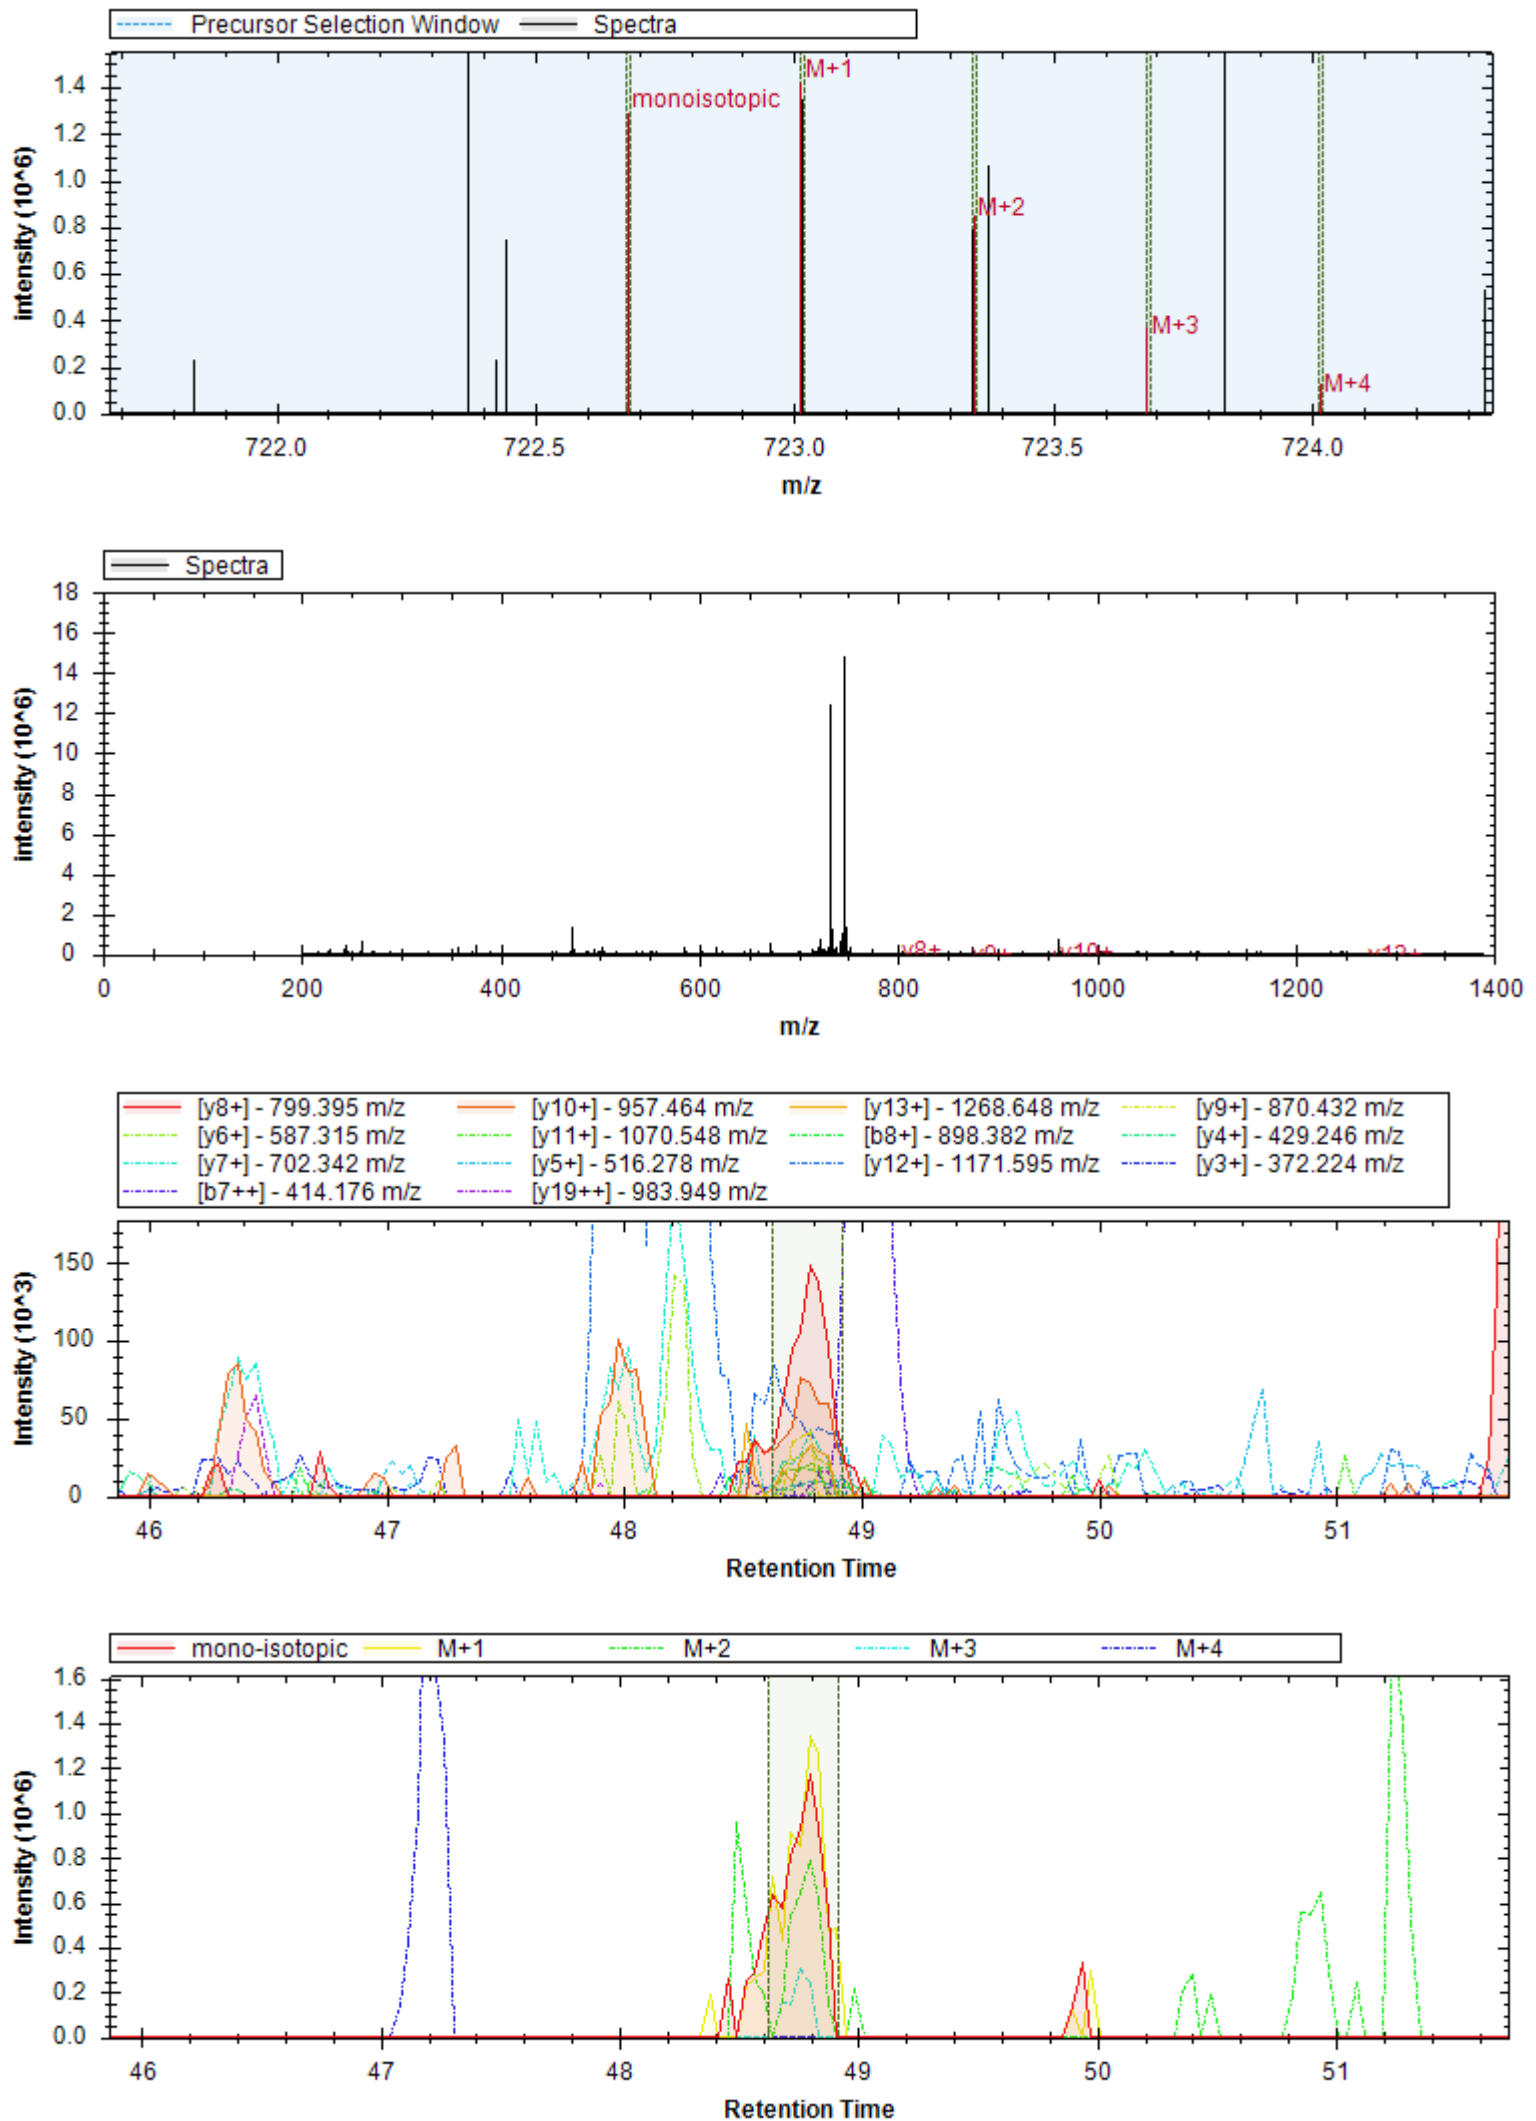 Precursor Selection Window Spectra
intensity (10^6)
1.4
1.2
1.0
0.8
0.6
0.4
0.2
0.0
monoisotopic
M+1
M+2
M+3
M+4
722.0 722.5 723.0 723.5 724.0
m/z
Spectra
intensity (10^6)
18
16
14
12
10
8
6
4
2
0
y8+ y9+ y10+ y13+
0 200 400 600 800 1000 1200 1400
m/z
[y8+] - 799.395 m/z [y10+] - 957.464 m/z [y13+] - 1268.648 m/z [y9+] - 870.432 m/z
[y6+] - 587.315 m/z [y11+] - 1070.548 m/z [b8+] - 898.382 m/z [y4+] - 429.246 m/z
[y7+] - 702.342 m/z [y5+] - 516.278 m/z [y12+] - 1171.595 m/z [y3+] - 372.224 m/z
[b7++] - 414.176 m/z [y19++] - 983.949 m/z
Intensity (10^3)
150
100
50
0
46 47 48 49 50 51
Retention Time
mono-isotopic M+1 M+2 M+3 M+4
Intensity (10^6)
1.6
1.4
1.2
1.0
0.8
0.6
0.4
0.2
0.0
46 47 48 49 50 51
Retention Time